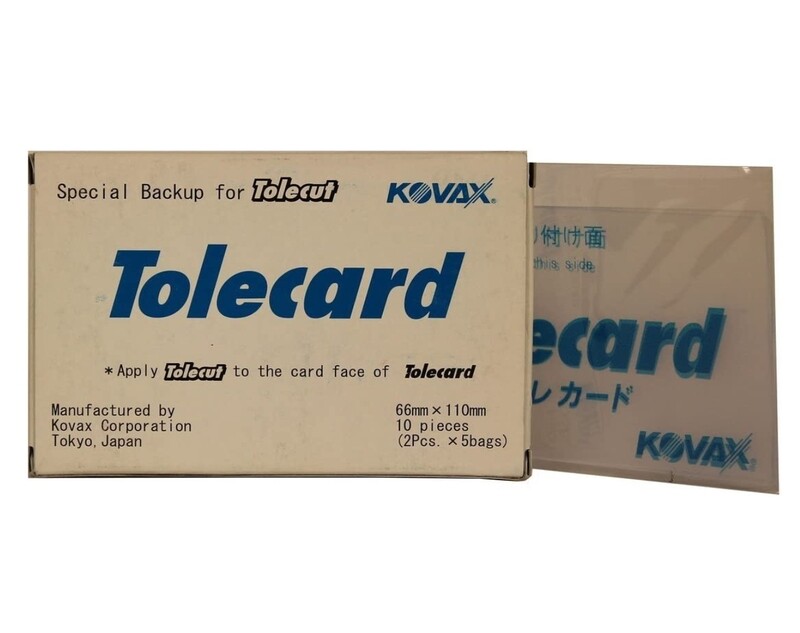 Special Backup for Tolecut
KOVAX®
Tolecard
*Apply Tolecut to the card face of Tolecard
Manufactured by
Kovax Corporation
Tokyo, Japan
66mm×110mm
10 pieces
(2Pcs. ×5bags)
付け面
this side
ecard
レカード
KOVAX®